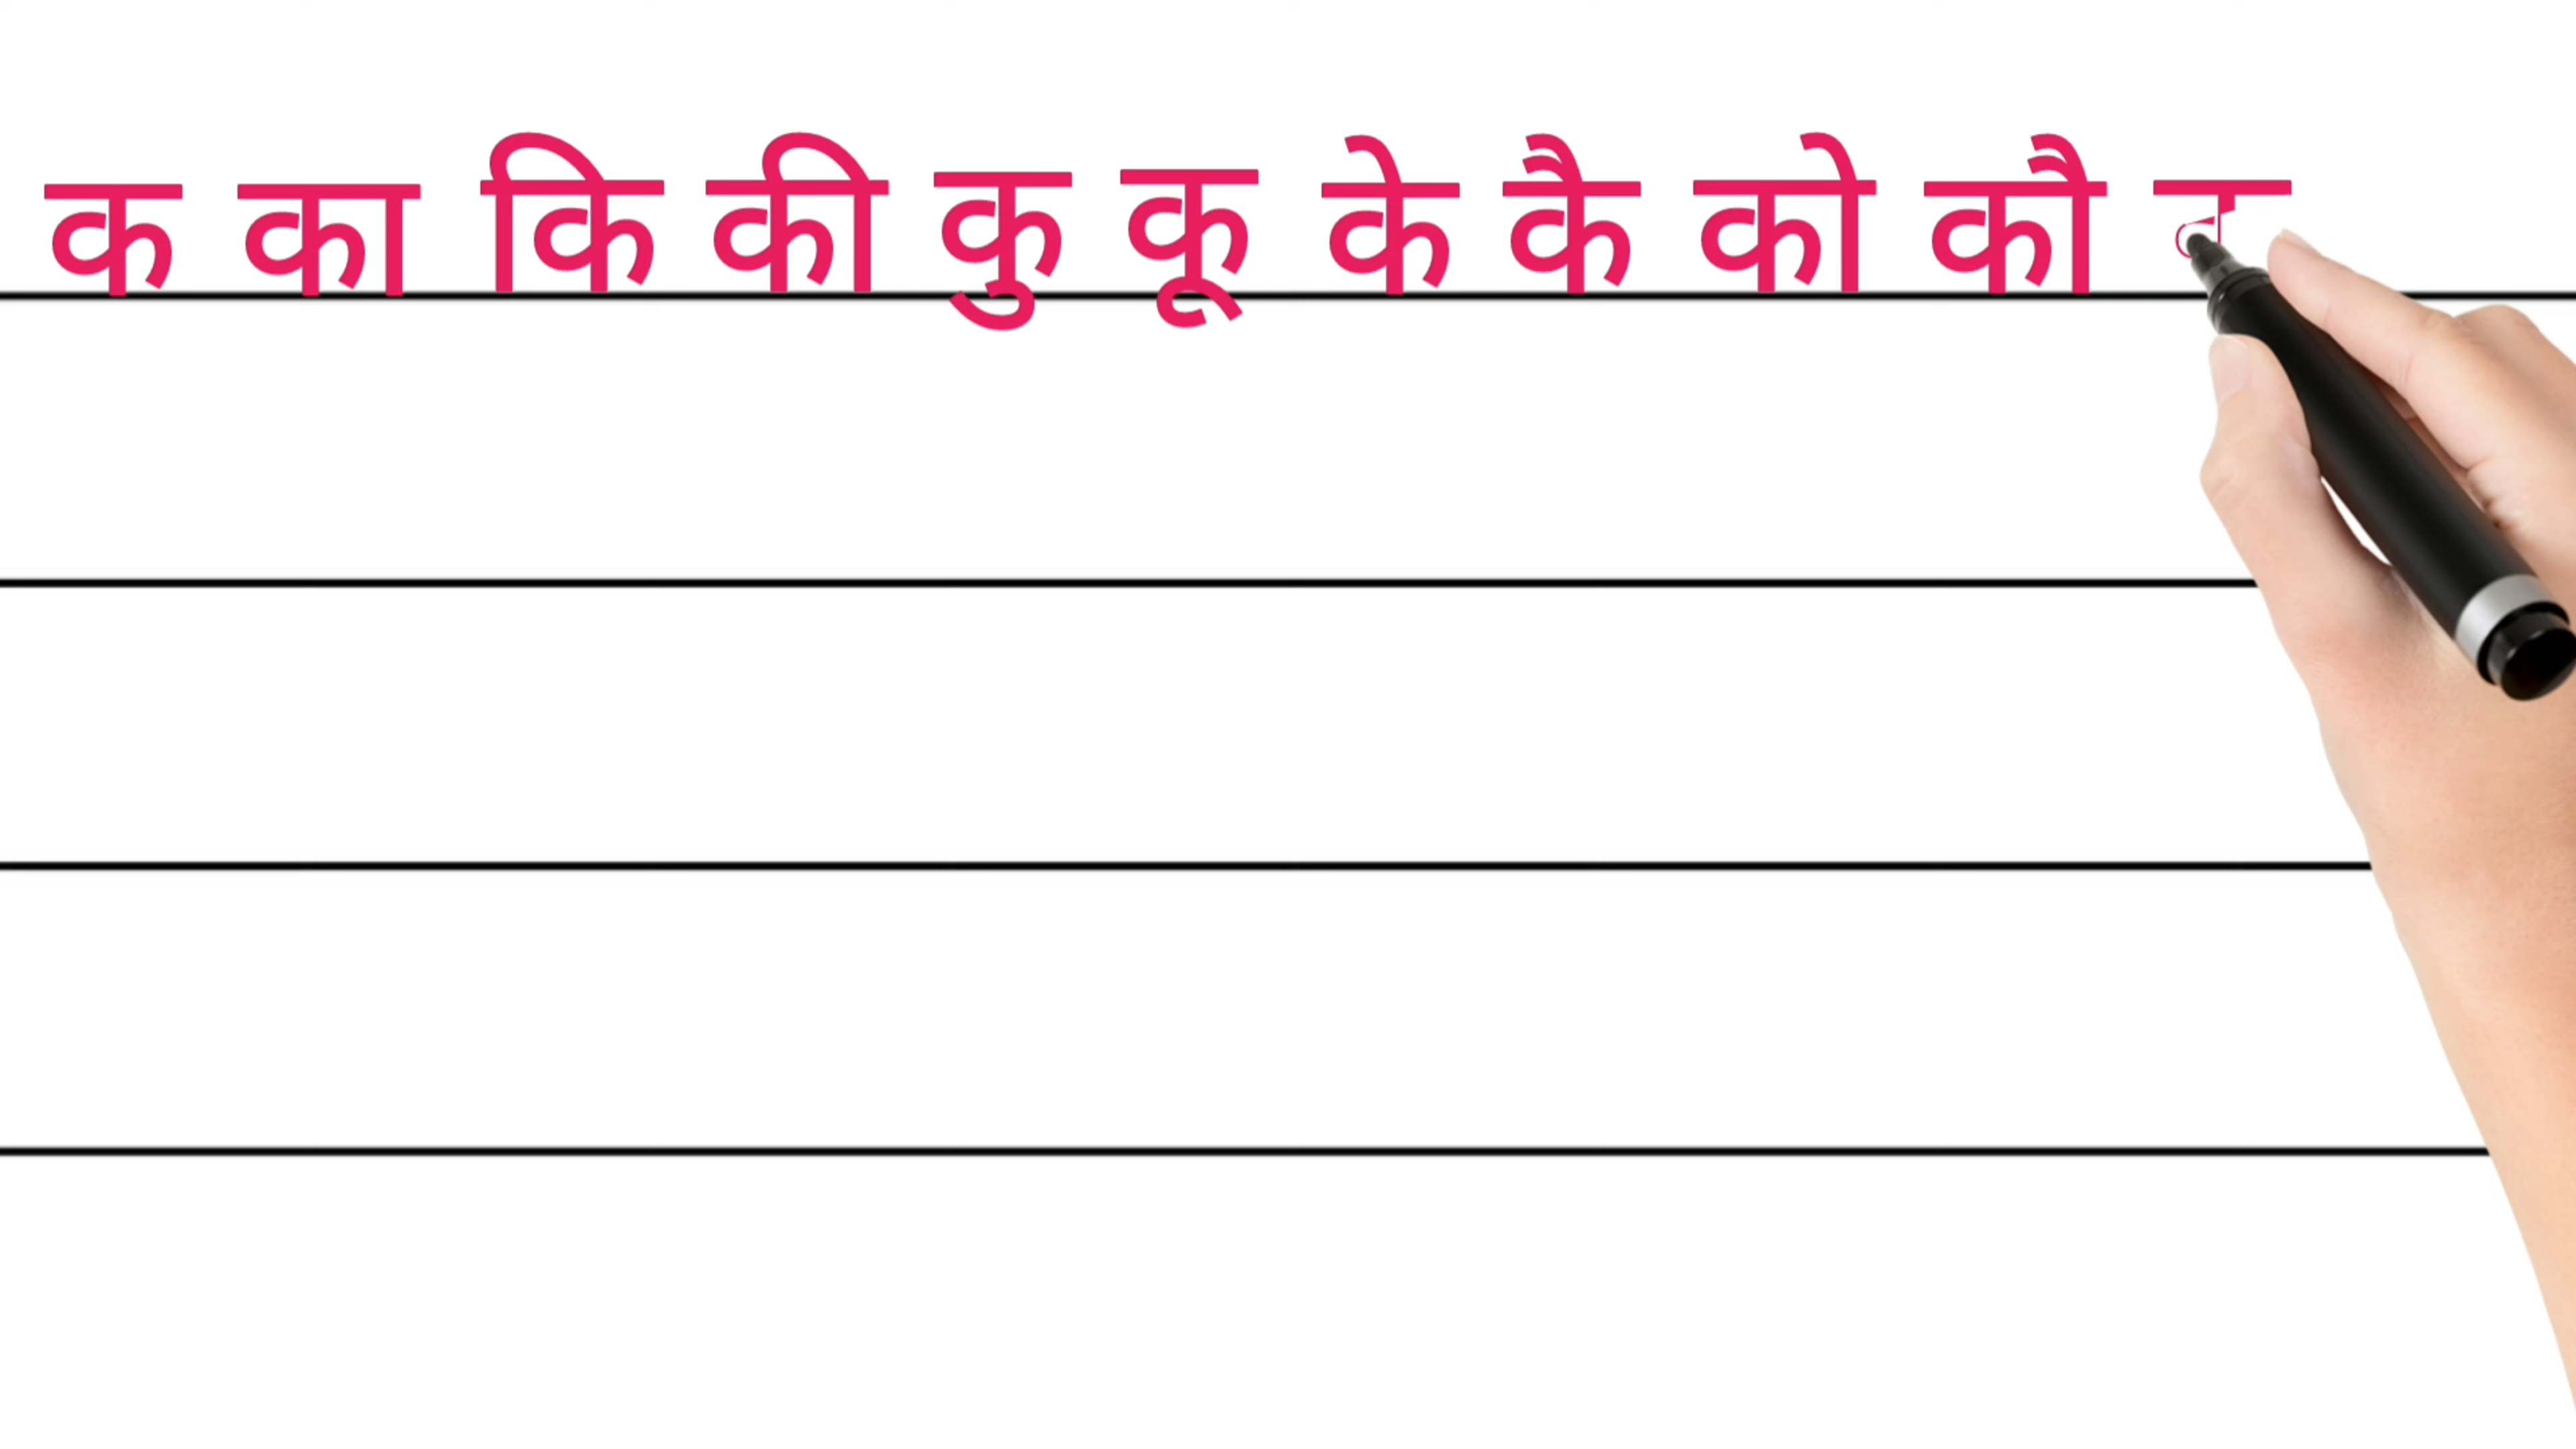 क का कि की कु कू के कै को कौ